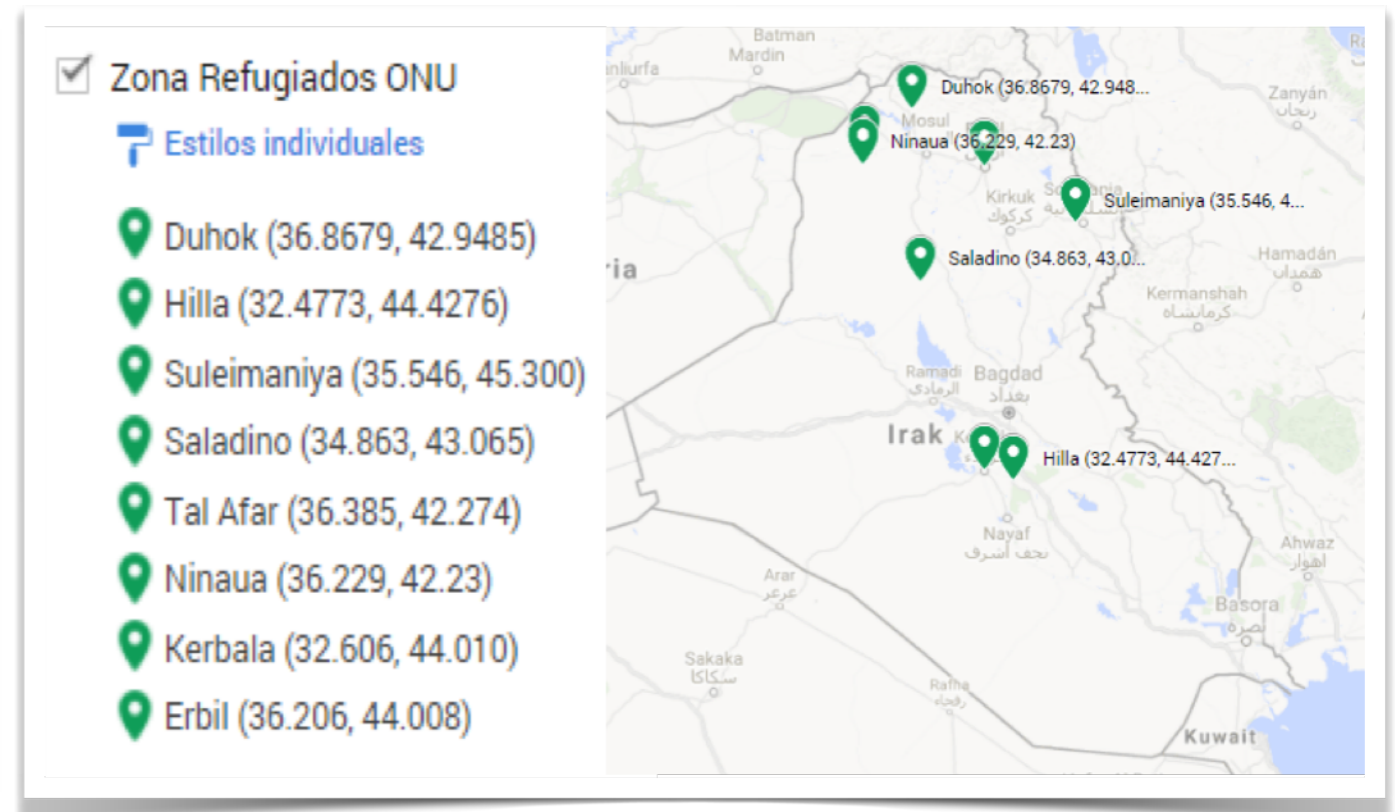 Zona Refugiados ONU
Estilos individuales
Duhok (36.8679, 42.9485)
Hilla (32.4773, 44.4276)
Suleimaniya (35.546, 45.300)
Saladino (34.863, 43.065)
Tal Afar (36.385, 42.274)
Ninaua (36.229, 42.23)
Kerbala (32.606, 44.010)
Erbil (36.206, 44.008)
Batman
Mardin
anliurfa
Duhok (36.8679, 42.948...
Zanyán
زنجان
Mosul
Ninaua (36.229, 42.23)
Kirkuk
كركوك
Suleimaniya (35.546, 4...
Saladino (34.863, 43.0...
Hamadán
همدان
Kermanshah
کرمانشاه
ria
Ramadi
الرمادي
Bagdad
بغداد
Irak
Hilla (32.4773, 44.427...
Nayaf
نجف أشرف
Ahwaz
اهواز
Arar
عرعر
Basora
بصرة
Sakaka
سكاكا
Rafha
رفحاء
Kuwait